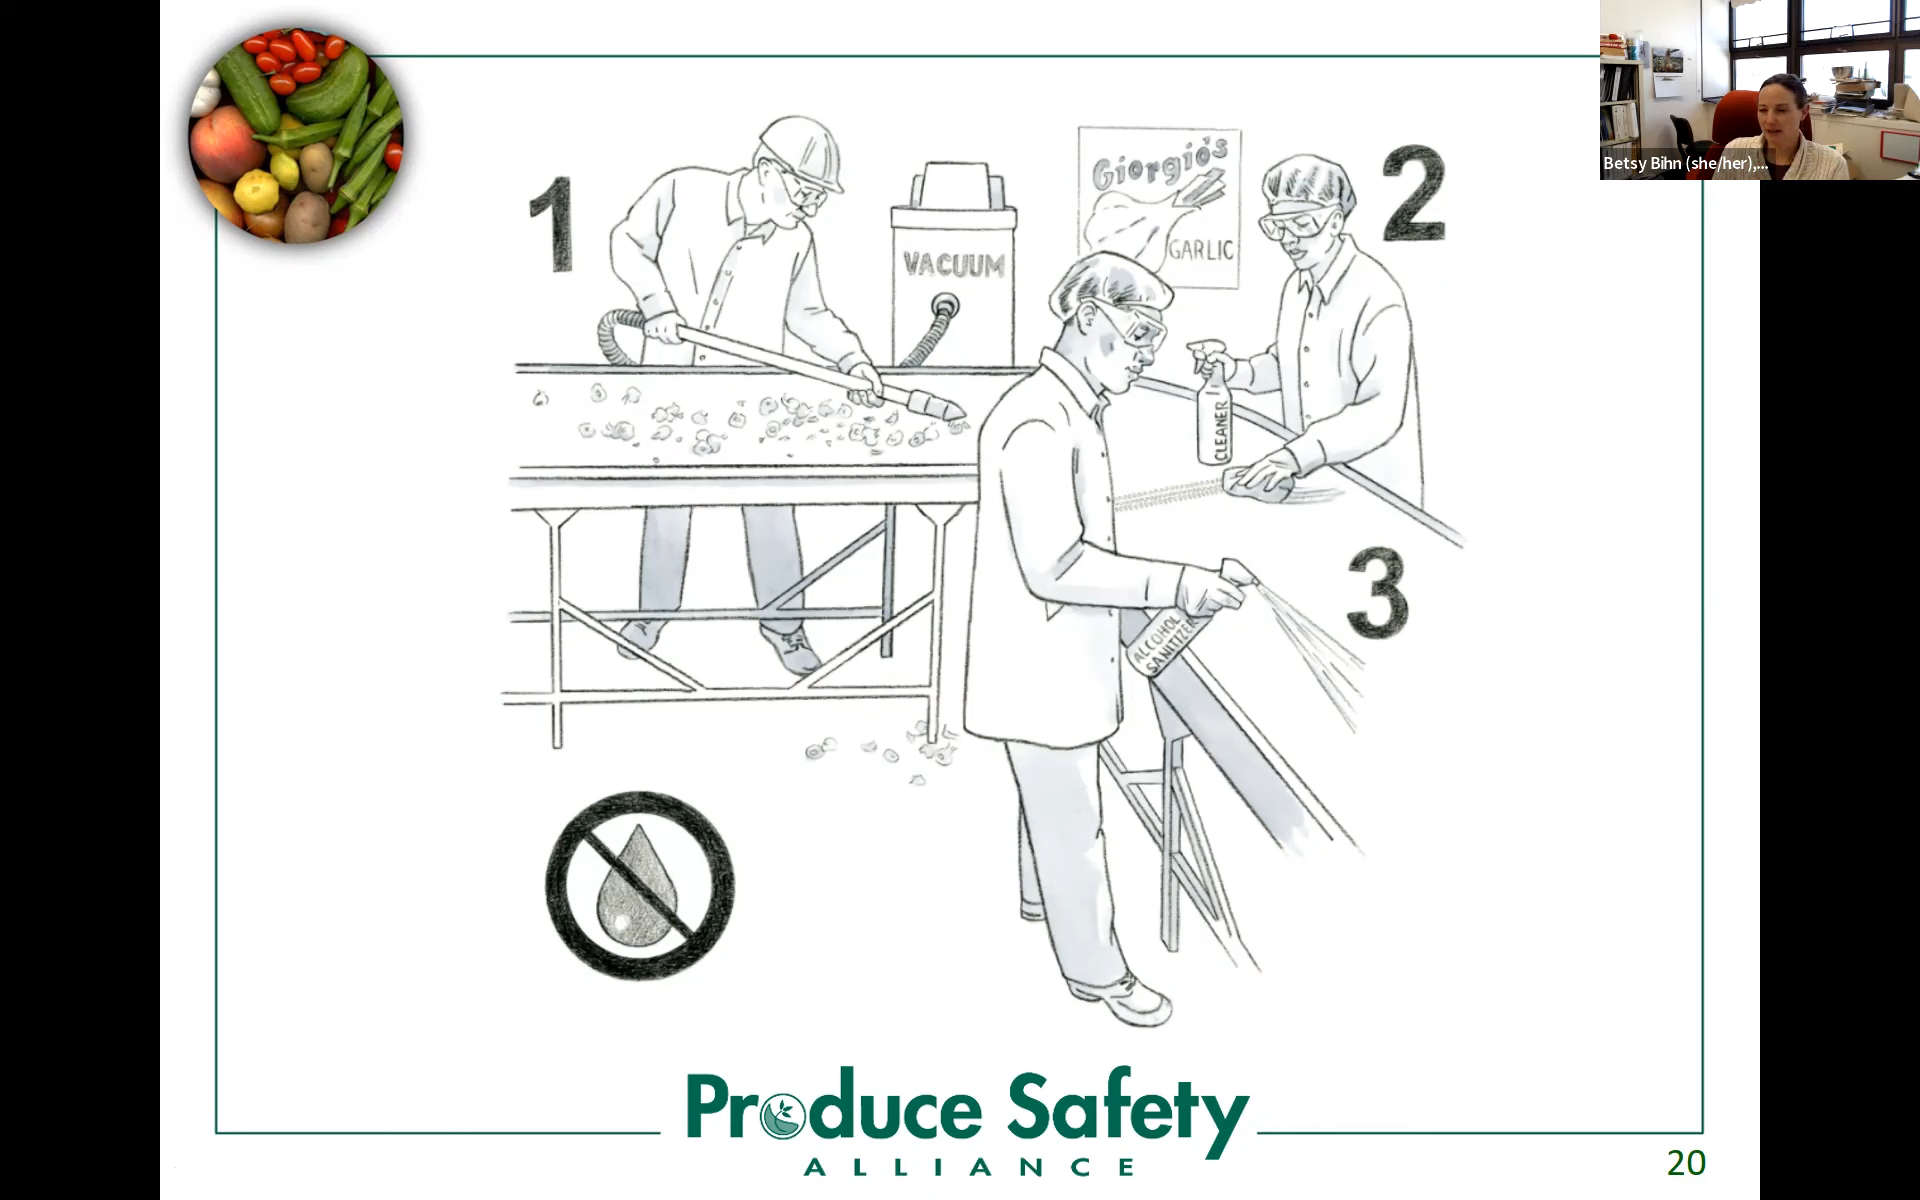 Betsy Bihn (she/her),...
1
VACUUM
Giorgio's
GARLIC
2
CLEANER
3
ALCOHOL
SANITIZER
Produce Safety
ALLIANCE
20